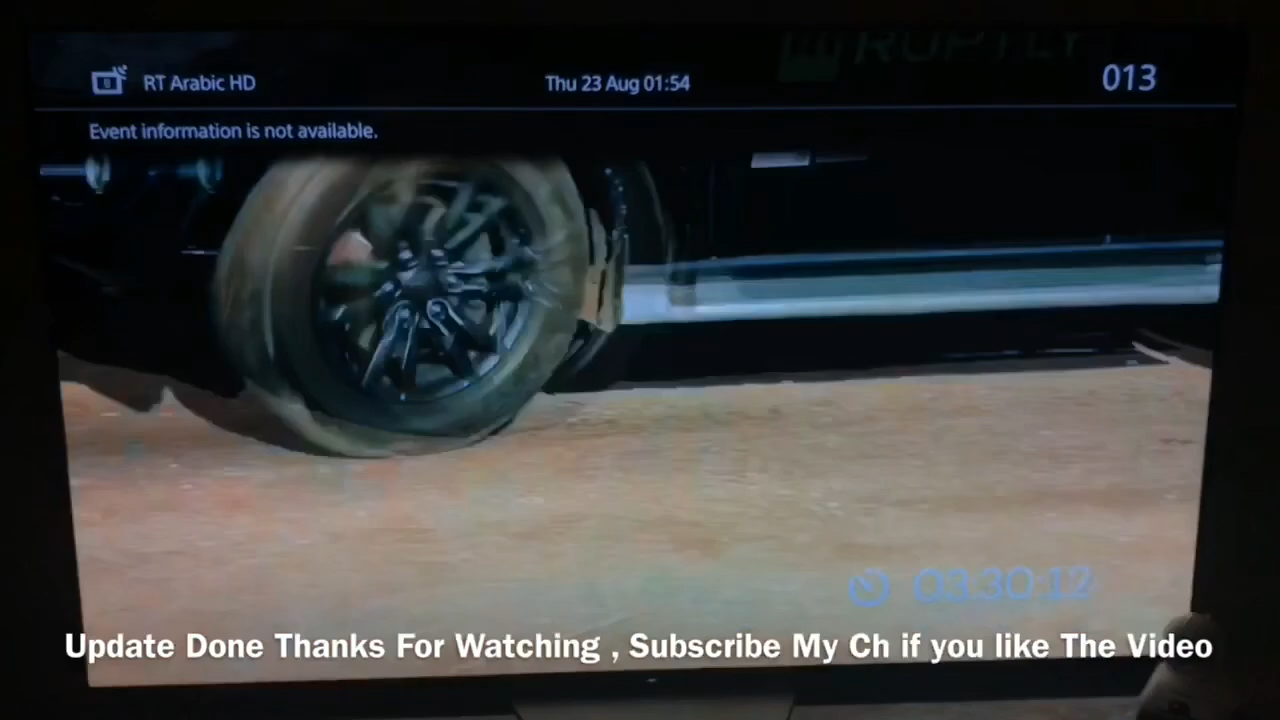 RUPTLY
RT Arabic HD
Thu 23 Aug 01:54
013
Event information is not available.
03:30:12
Update Done Thanks For Watching , Subscribe My Ch if you like The Video